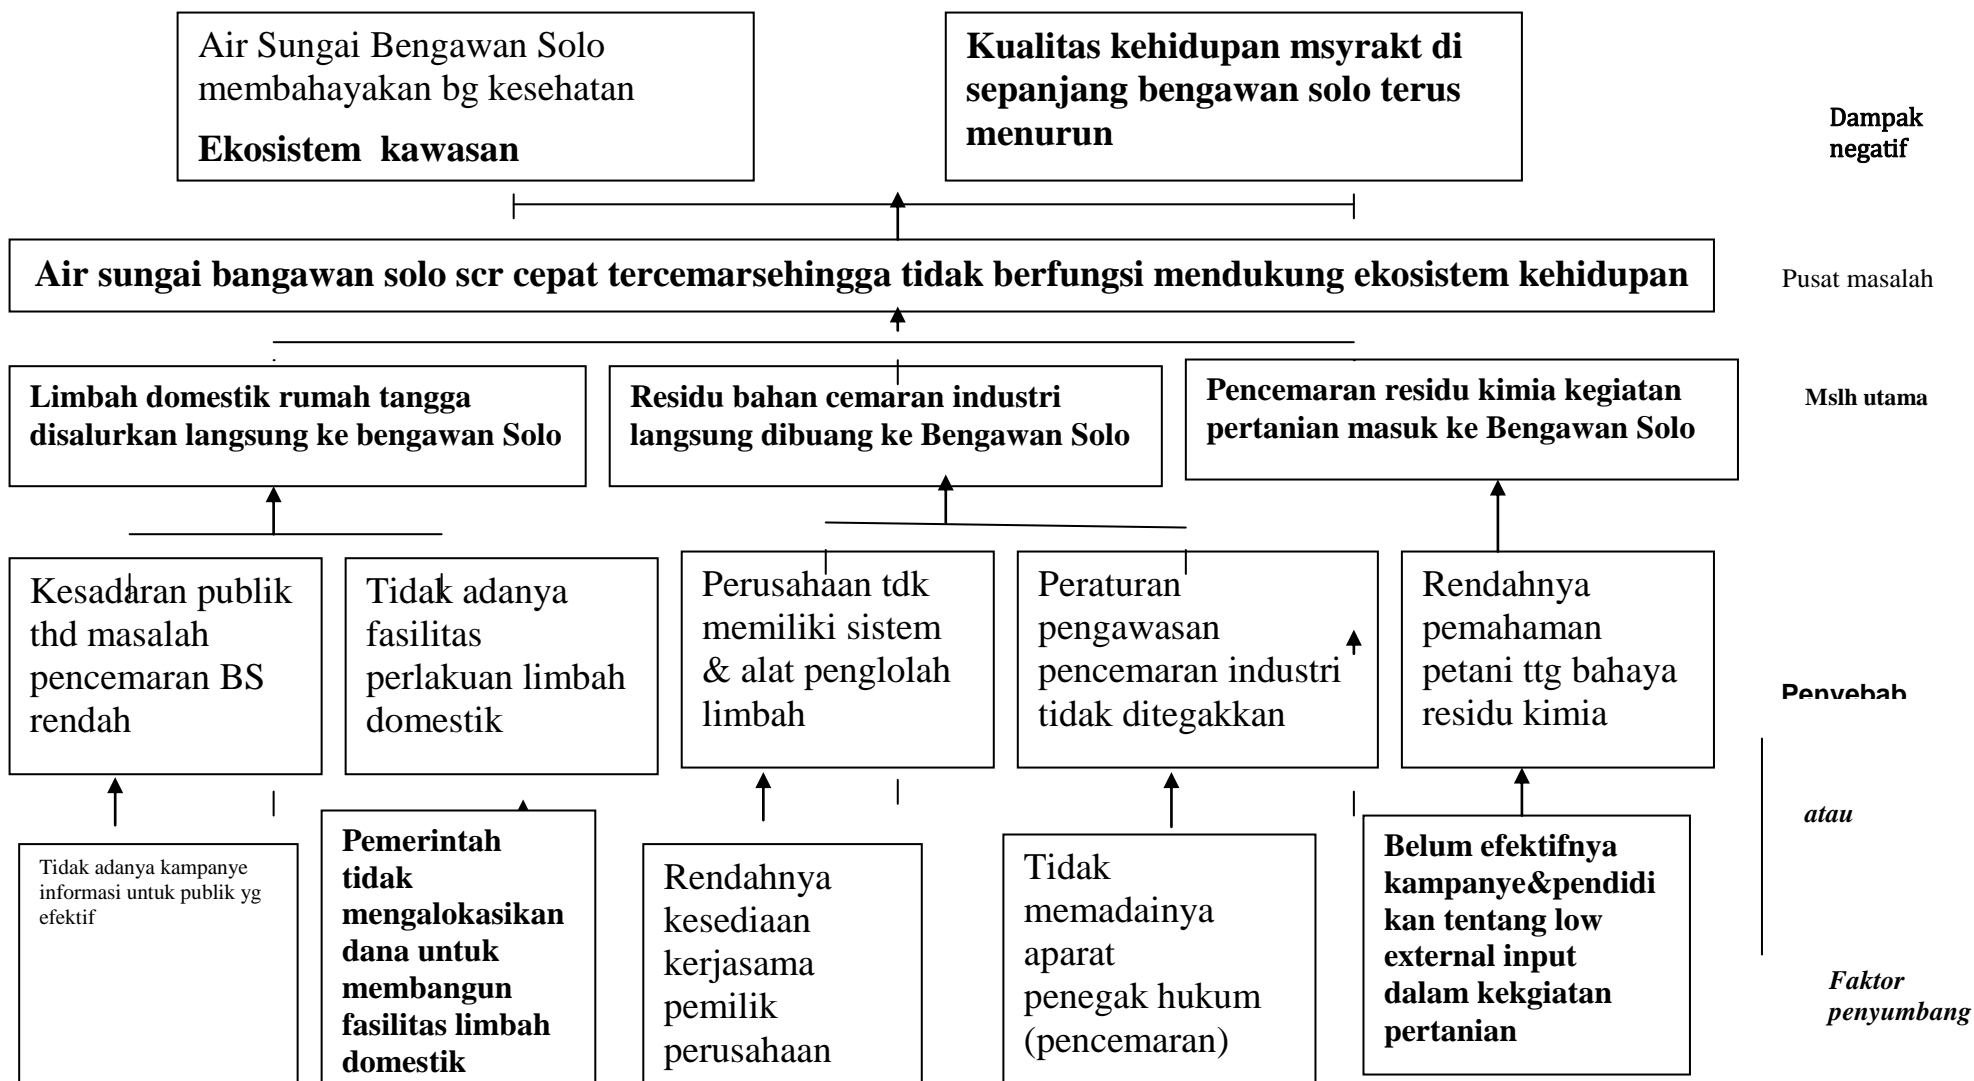 Air Sungai Bengawan Solo
membahayakan bg kesehatan
Ekosistem kawasan
Kualitas kehidupan msyrakt di
sepanjang bengawan solo terus
menurun
Dampak
negatif
Air sungai bangawan solo scr cepat tercemarsehingga tidak berfungsi mendukung ekosistem kehidupan
Pusat masalah
Limbah domestik rumah tangga
disalurkan langsung ke bengawan Solo
Residu bahan cemaran industri
langsung dibuang ke Bengawan Solo
Pencemaran residu kimia kegiatan
pertanian masuk ke Bengawan Solo
Mslh utama
Kesadaran publik
thd masalah
pencemaran BS
rendah
Tidak adanya
fasilitas
perlakuan limbah
domestik
Perusahaan tdk
memiliki sistem
& alat penglolah
limbah
Peraturan
pengawasan
pencemaran industri
tidak ditegakkan
Rendahnya
pemahaman
petani ttg bahaya
residu kimia
Penyebab
atau
Tidak adanya kampanye
informasi untuk publik yg
efektif
Pemerintah
tidak
mengalokasikan
dana untuk
membangun
fasilitas limbah
domestik
Rendahnya
kesediaan
kerjasama
pemilik
perusahaan
Tidak
memadainya
aparat
penegak hukum
(pencemaran)
Belum efektifnya
kampanye&pendidi
kan tentang low
external input
dalam kekgiatan
pertanian
Faktor
penyumbang